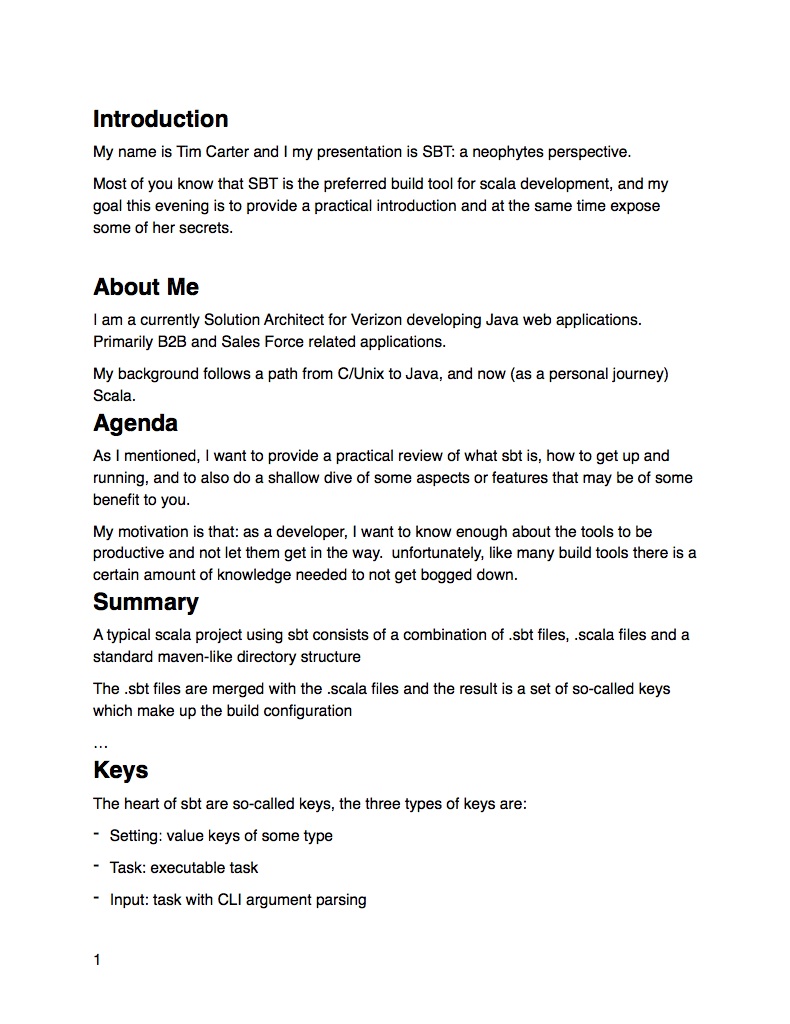 Introduction
My name is Tim Carter and I my presentation is SBT: a neophytes perspective.
Most of you know that SBT is the preferred build tool for scala development, and my
goal this evening is to provide a practical introduction and at the same time expose
some of her secrets.
About Me
I am a currently Solution Architect for Verizon developing Java web applications.
Primarily B2B and Sales Force related applications.
My background follows a path from C/Unix to Java, and now (as a personal journey)
Scala.
Agenda
As I mentioned, I want to provide a practical review of what sbt is, how to get up and
running, and to also do a shallow dive of some aspects or features that may be of some
benefit to you.
My motivation is that: as a developer, I want to know enough about the tools to be
productive and not let them get in the way.  unfortunately, like many build tools there is a
certain amount of knowledge needed to not get bogged down.
Summary
A typical scala project using sbt consists of a combination of .sbt files, .scala files and a
standard maven-like directory structure
The .sbt files are merged with the .scala files and the result is a set of so-called keys
which make up the build configuration
…
Keys
The heart of sbt are so-called keys, the three types of keys are:
- Setting: value keys of some type
- Task: executable task
- Input: task with CLI argument parsing
1